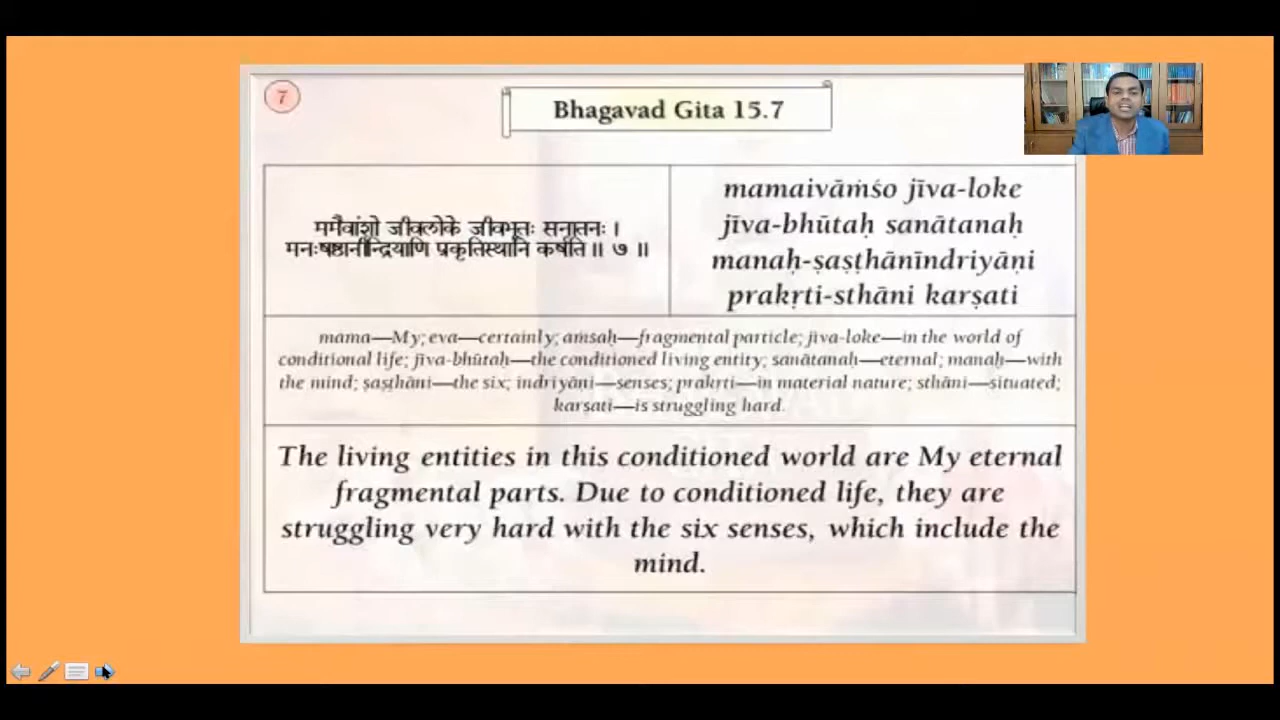 7
Bhagavad Gita 15.7
ममैवांशो जीवलोके जीवभूतः सनातनः ।
मनःषष्ठानीन्द्रियाणि प्रकृतिस्थानि कर्षति ॥ ७ ॥
mamaivāṁśo jīva-loke
jīva-bhūtaḥ sanātanaḥ
manaḥ-ṣaṣṭhānīndriyāṇi
prakṛti-sthāni karṣati
mama—My; eva—certainly; aṁsaḥ—fragmental particle; jīva-loke—in the world of
conditional life; jīva-bhūtaḥ—the conditioned living entity; sanātanaḥ—eternal; manaḥ—with
the mind; ṣaṣṭhāni—the six; indriyāṇi—senses; prakṛti—in material nature; sthāni—situated;
karṣati—is struggling hard.
The living entities in this conditioned world are My eternal
fragmental parts. Due to conditioned life, they are
struggling very hard with the six senses, which include the
mind.